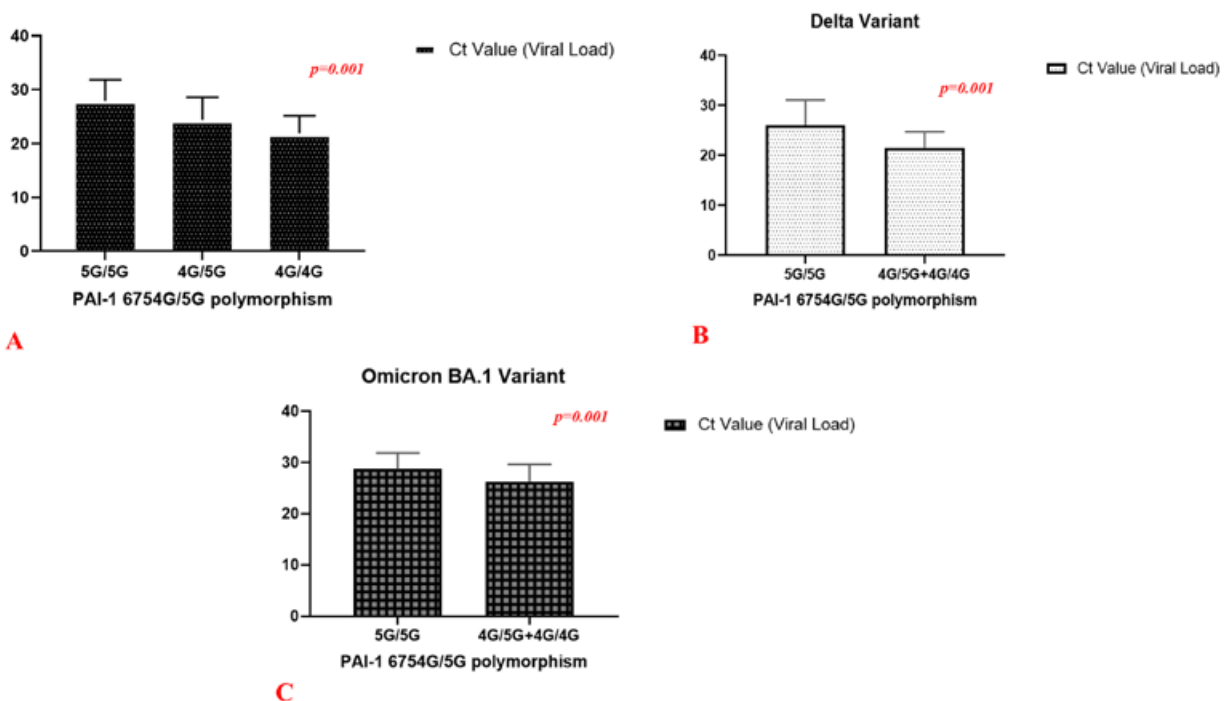 40
30
20
10
0
5G/5G 4G/5G 4G/4G
PAI-1 6754G/5G polymorphism
p=0.001
Ct Value (Viral Load)
A
Delta Variant
40
30
20
10
0
5G/5G 4G/5G+4G/4G
PAI-1 6754G/5G polymorphism
p=0.001
Ct Value (Viral Load)
B
Omicron BA.1 Variant
40
30
20
10
0
5G/5G 4G/5G+4G/4G
PAI-1 6754G/5G polymorphism
p=0.001
Ct Value (Viral Load)
C